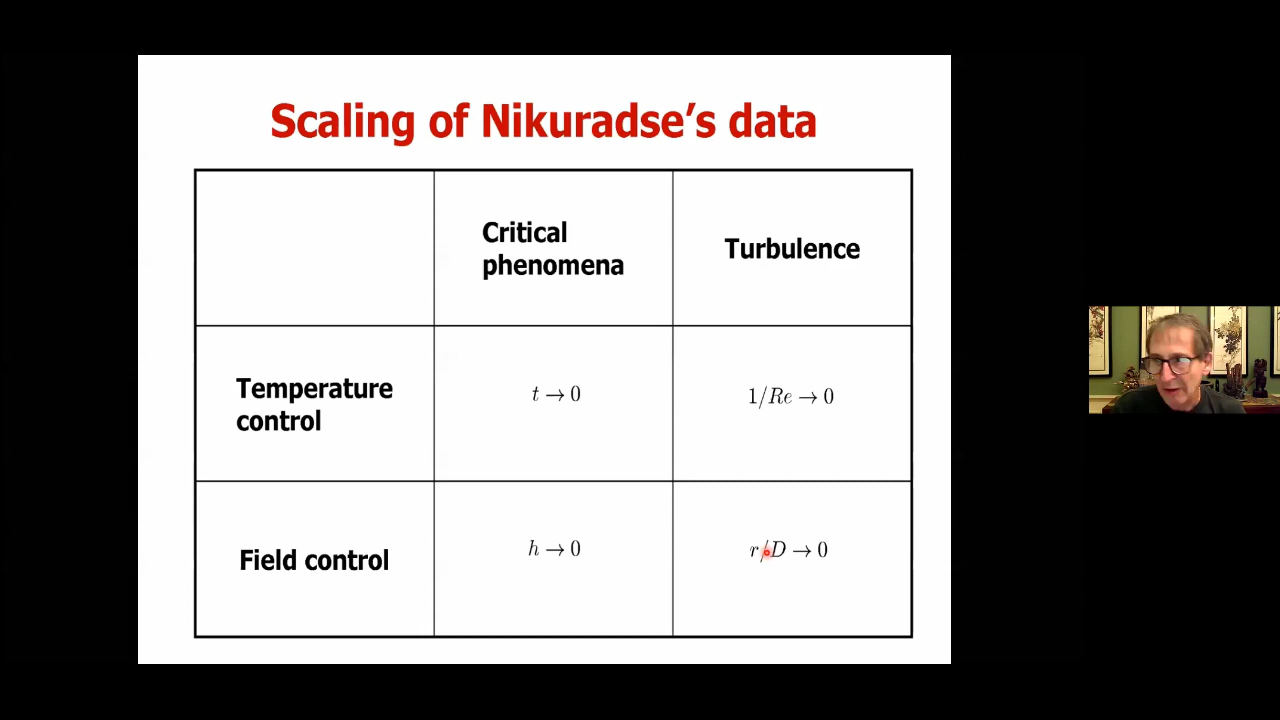 Scaling of Nikuradse's data
Critical
phenomena
Turbulence
Temperature
control
t → 0
1/Re → 0
Field control
h → 0
r/D → 0